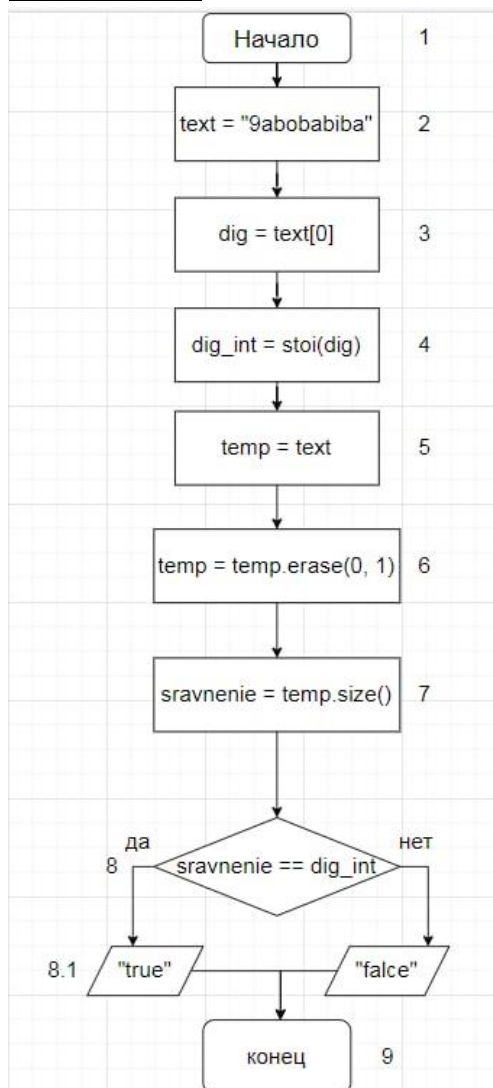 Начало 1
text = "9abobabiba" 2
dig = text[0] 3
dig_int = stoi(dig) 4
temp = text 5
temp = temp.erase(0, 1) 6
sravnenie = temp.size() 7
да нет
8 sravnenie == dig_int
8.1 "true" "falce"
конец 9